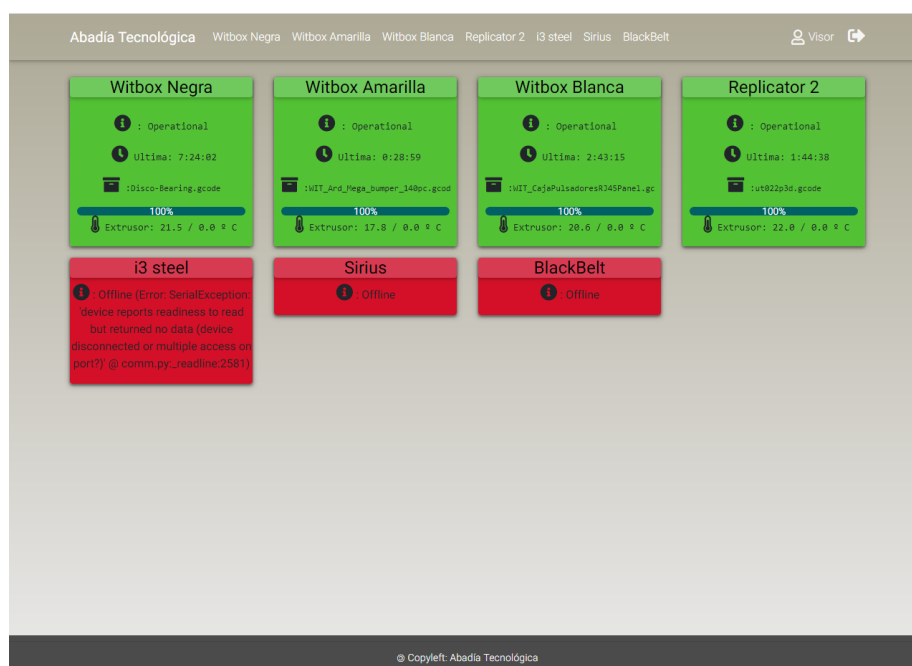 Abadía Tecnológica Witbox Negra Witbox Amarilla Witbox Blanca Replicator 2 i3 steel Sirius BlackBelt Visor
Witbox Negra
: Operational
Ultima: 7:24:02
:Disco-Bearing.gcode
100%
Extrusor: 21.5 / 0.0 º C
Witbox Amarilla
: Operational
Ultima: 0:28:59
:WIT_Ard_Mega_bumper_140pc.gcod
100%
Extrusor: 17.8 / 0.0 º C
Witbox Blanca
: Operational
Ultima: 2:43:15
:WIT_CajaPulsadoresRJ45Panel.gc
100%
Extrusor: 20.6 / 0.0 º C
Replicator 2
: Operational
Ultima: 1:44:38
:ut022p3d.gcode
100%
Extrusor: 22.0 / 0.0 º C
i3 steel
: Offline (Error: SerialException:
'device reports readiness to read
but returned no data (device
disconnected or multiple access on
port?)' @ comm.py:_readline:2581)
Sirius
: Offline
BlackBelt
: Offline
Copyleft: Abadía Tecnológica